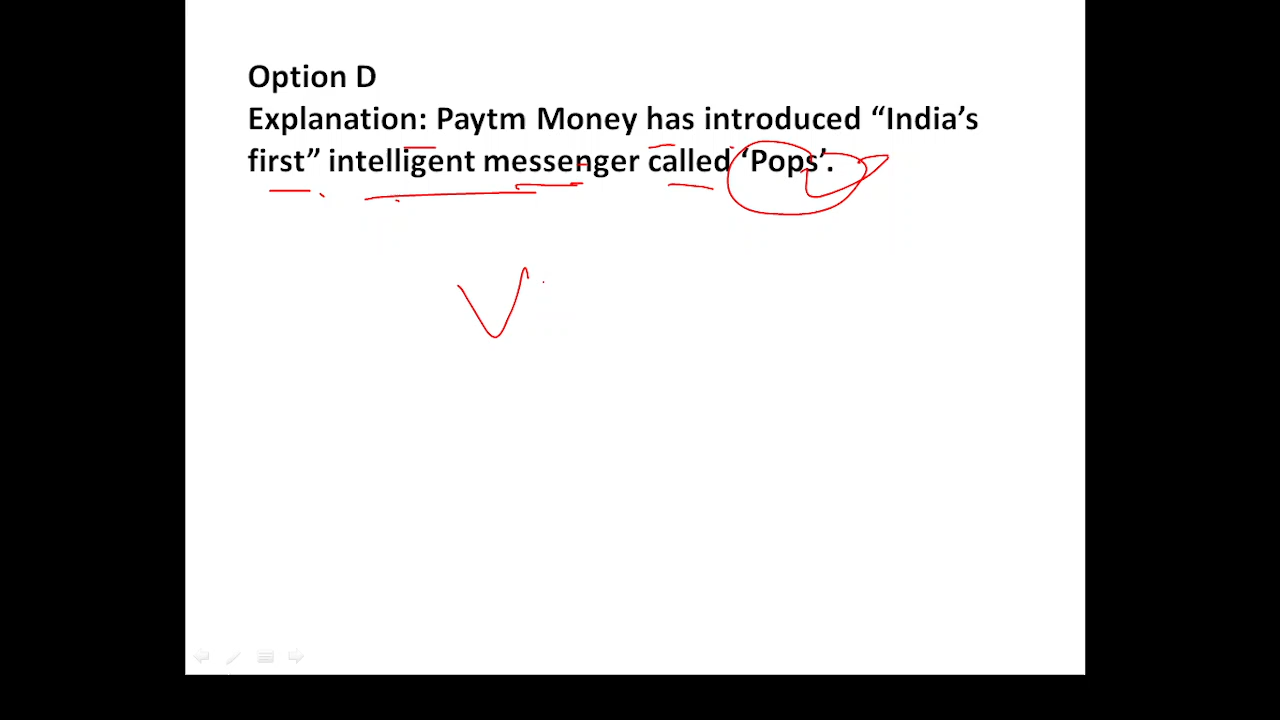 Option D
Explanation: Paytm Money has introduced “India’s
first” intelligent messenger called ‘Pops’.